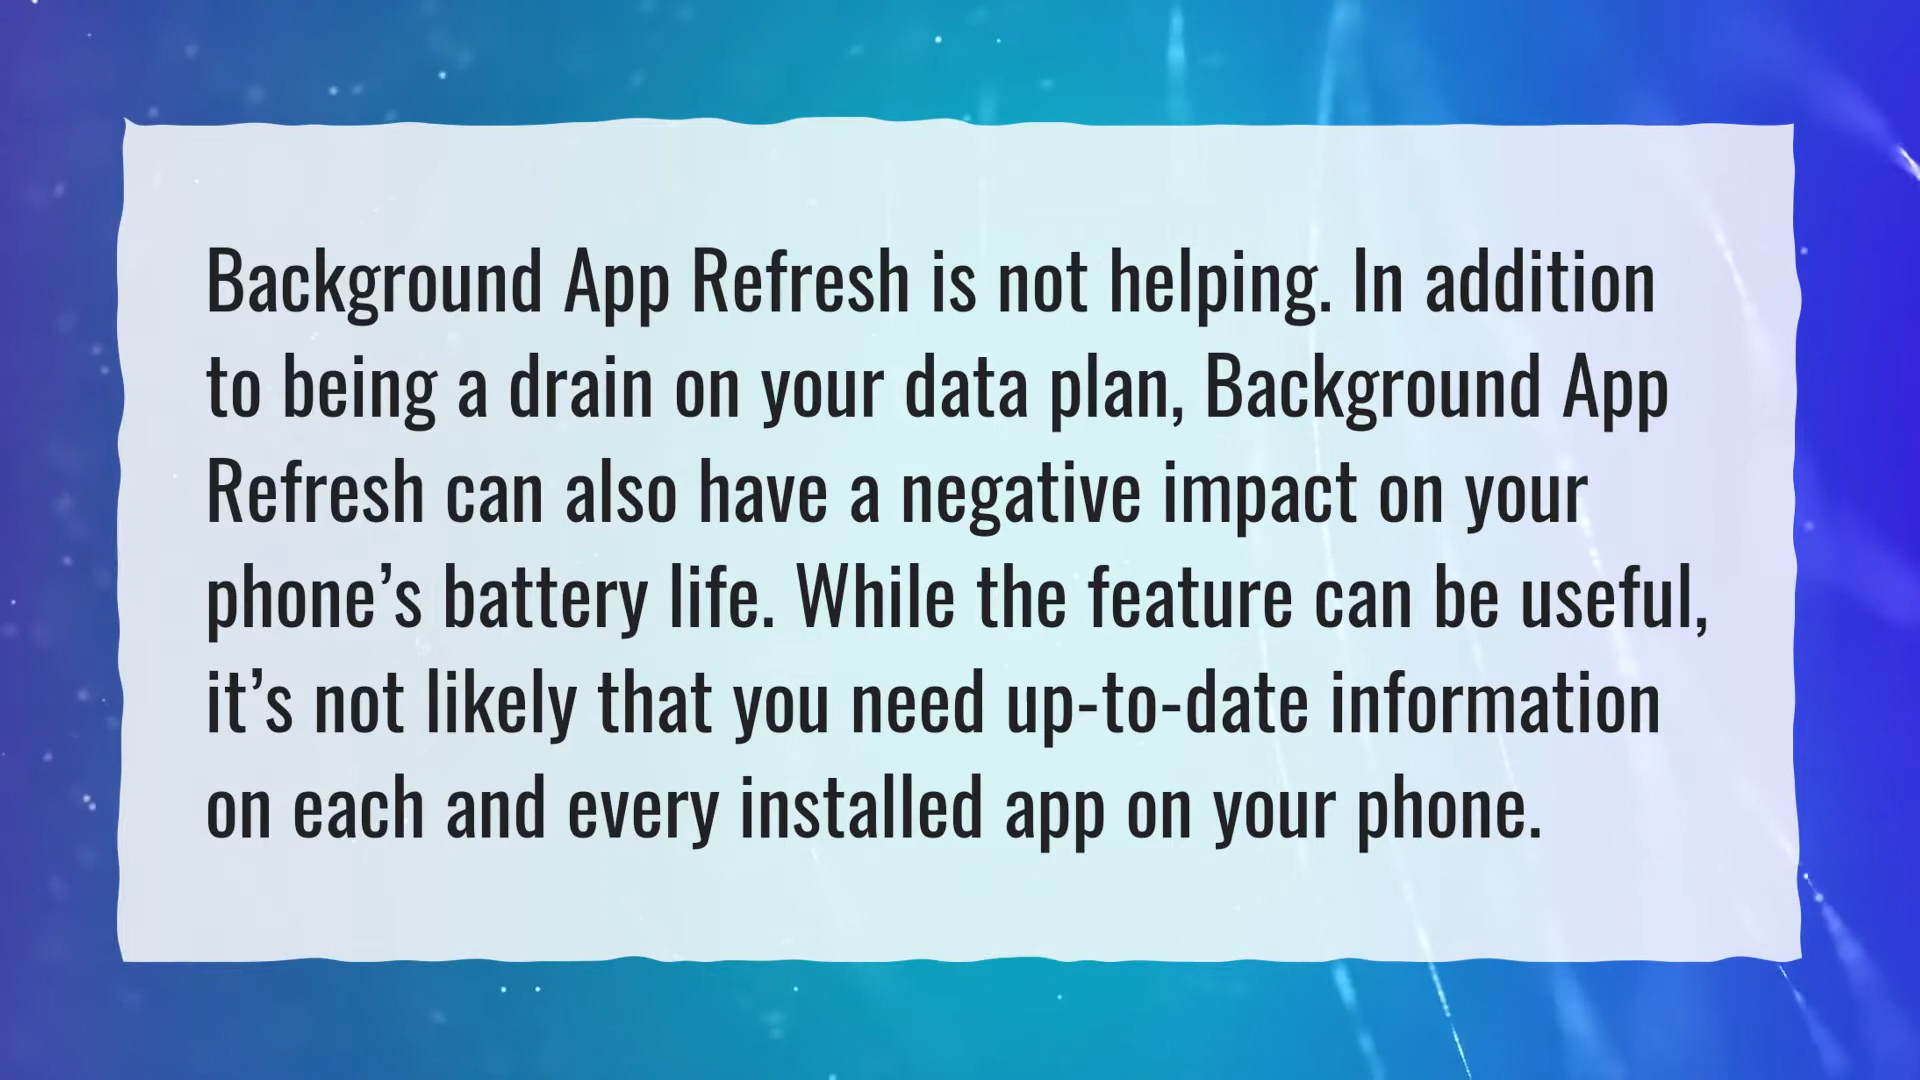 Background App Refresh is not helping. In addition
to being a drain on your data plan, Background App
Refresh can also have a negative impact on your
phone’s battery life. While the feature can be useful,
it’s not likely that you need up-to-date information
on each and every installed app on your phone.